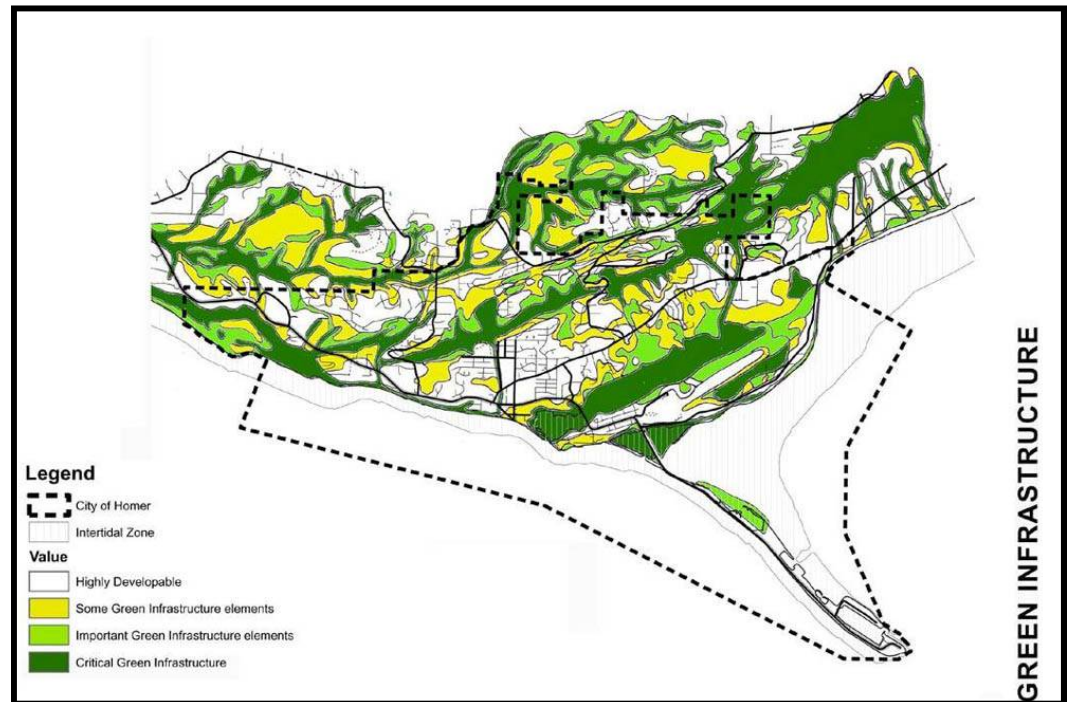 Legend
City of Homer
Intertidal Zone
Value
Highly Developable
Some Green Infrastructure elements
Important Green Infrastructure elements
Critical Green Infrastructure
GREEN INFRASTRUCTURE